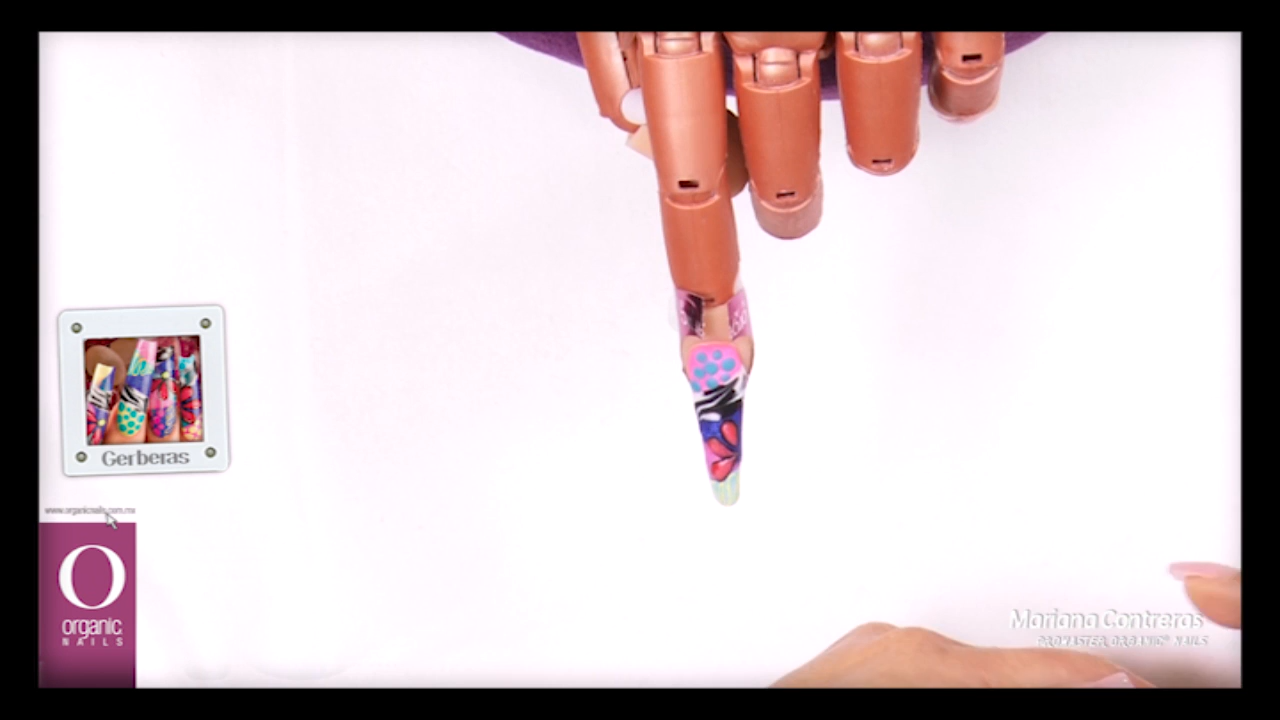 Gerberas
www.organicnails.com.mx
O
organic
NAILS
Mariana Contreras
PROMASTER ORGANIC® NAILS